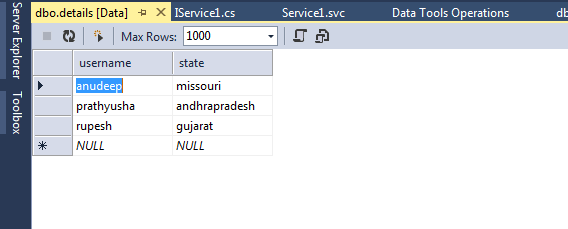 Server Explorer
Toolbox
dbo.details [Data] IService1.cs Service1.svc Data Tools Operations db
Max Rows: 1000
username state
anudeep missouri
prathyusha andhrapradesh
rupesh gujarat
NULL NULL